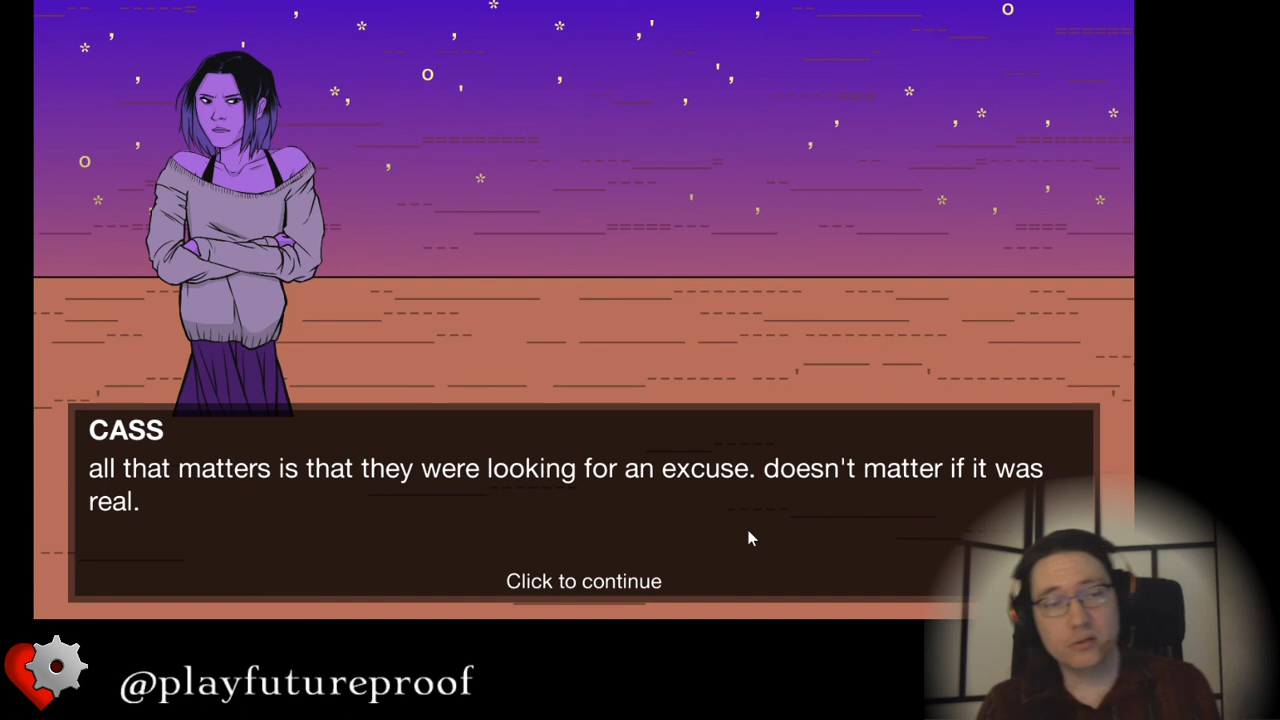 CASS
all that matters is that they were looking for an excuse. doesn't matter if it was
real.
Click to continue
@playfutureproof